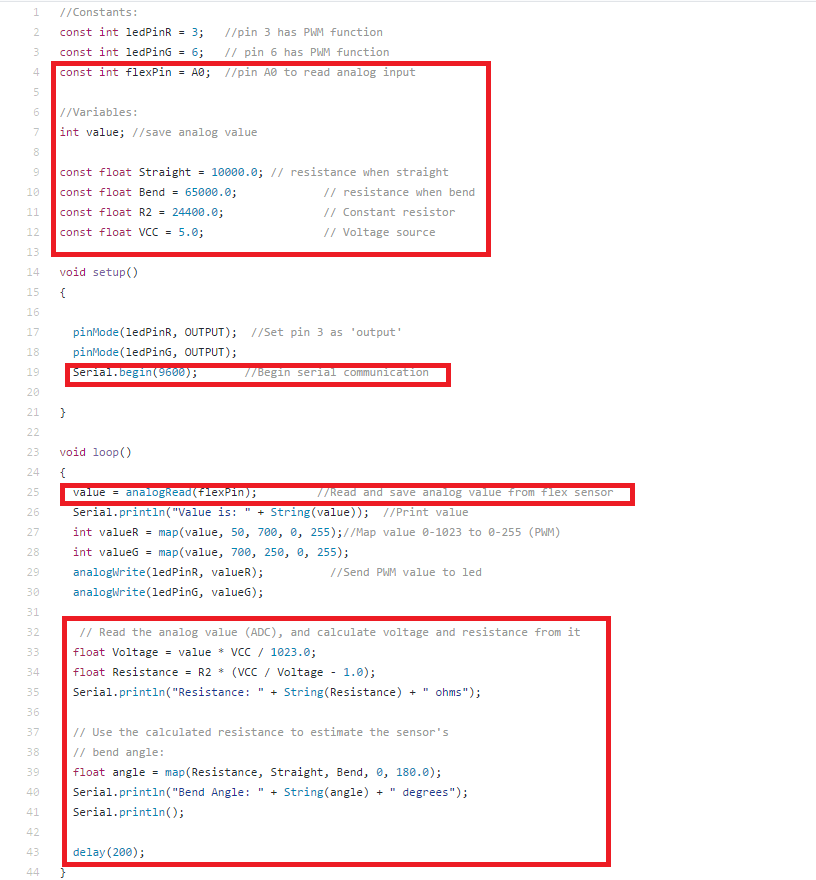 1 //Constants:
2 const int ledPinR = 3;   //pin 3 has PWM function
3 const int ledPinG = 6;   // pin 6 has PWM function
4 const int flexPin = A0;  //pin A0 to read analog input
5
6 //Variables:
7 int value; //save analog value
8
9 const float Straight = 10000.0; // resistance when straight
10 const float Bend = 65000.0;             // resistance when bend
11 const float R2 = 24400.0;               // Constant resistor
12 const float VCC = 5.0;                  // Voltage source
13
14 void setup()
15 {
16
17   pinMode(ledPinR, OUTPUT);  //Set pin 3 as 'output'
18   pinMode(ledPinG, OUTPUT);
19   Serial.begin(9600);       //Begin serial communication
20
21 }
22
23 void loop()
24 {
25   value = analogRead(flexPin);         //Read and save analog value from flex sensor
26   Serial.println("Value is: " + String(value));  //Print value
27   int valueR = map(value, 50, 700, 0, 255);//Map value 0-1023 to 0-255 (PWM)
28   int valueG = map(value, 700, 250, 0, 255);
29   analogWrite(ledPinR, valueR);          //Send PWM value to led
30   analogWrite(ledPinG, valueG);
31
32    // Read the analog value (ADC), and calculate voltage and resistance from it
33   float Voltage = value * VCC / 1023.0;
34   float Resistance = R2 * (VCC / Voltage - 1.0);
35   Serial.println("Resistance: " + String(Resistance) + " ohms");
36
37   // Use the calculated resistance to estimate the sensor's
38   // bend angle:
39   float angle = map(Resistance, Straight, Bend, 0, 180.0);
40   Serial.println("Bend Angle: " + String(angle) + " degrees");
41   Serial.println();
42
43   delay(200);
44 }